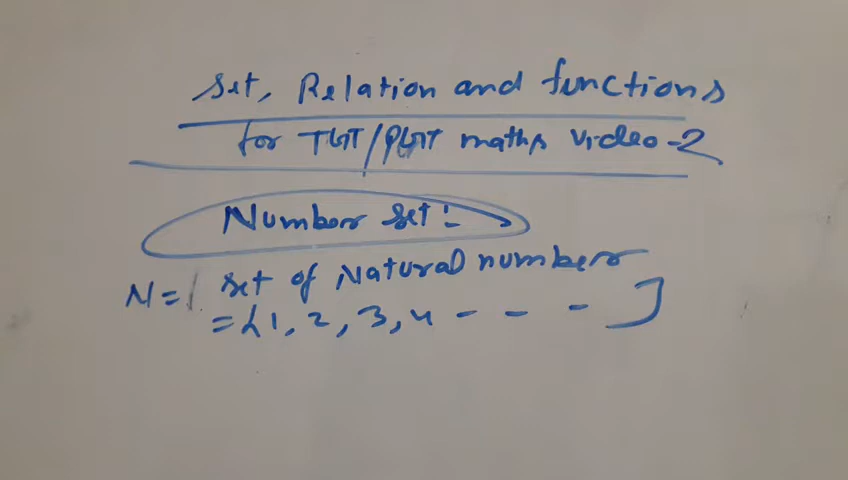 Set, Relation and functions
for TGT/PGT maths video-2
Number set :-
N = set of Natural number
= {1, 2, 3, 4 - - - }